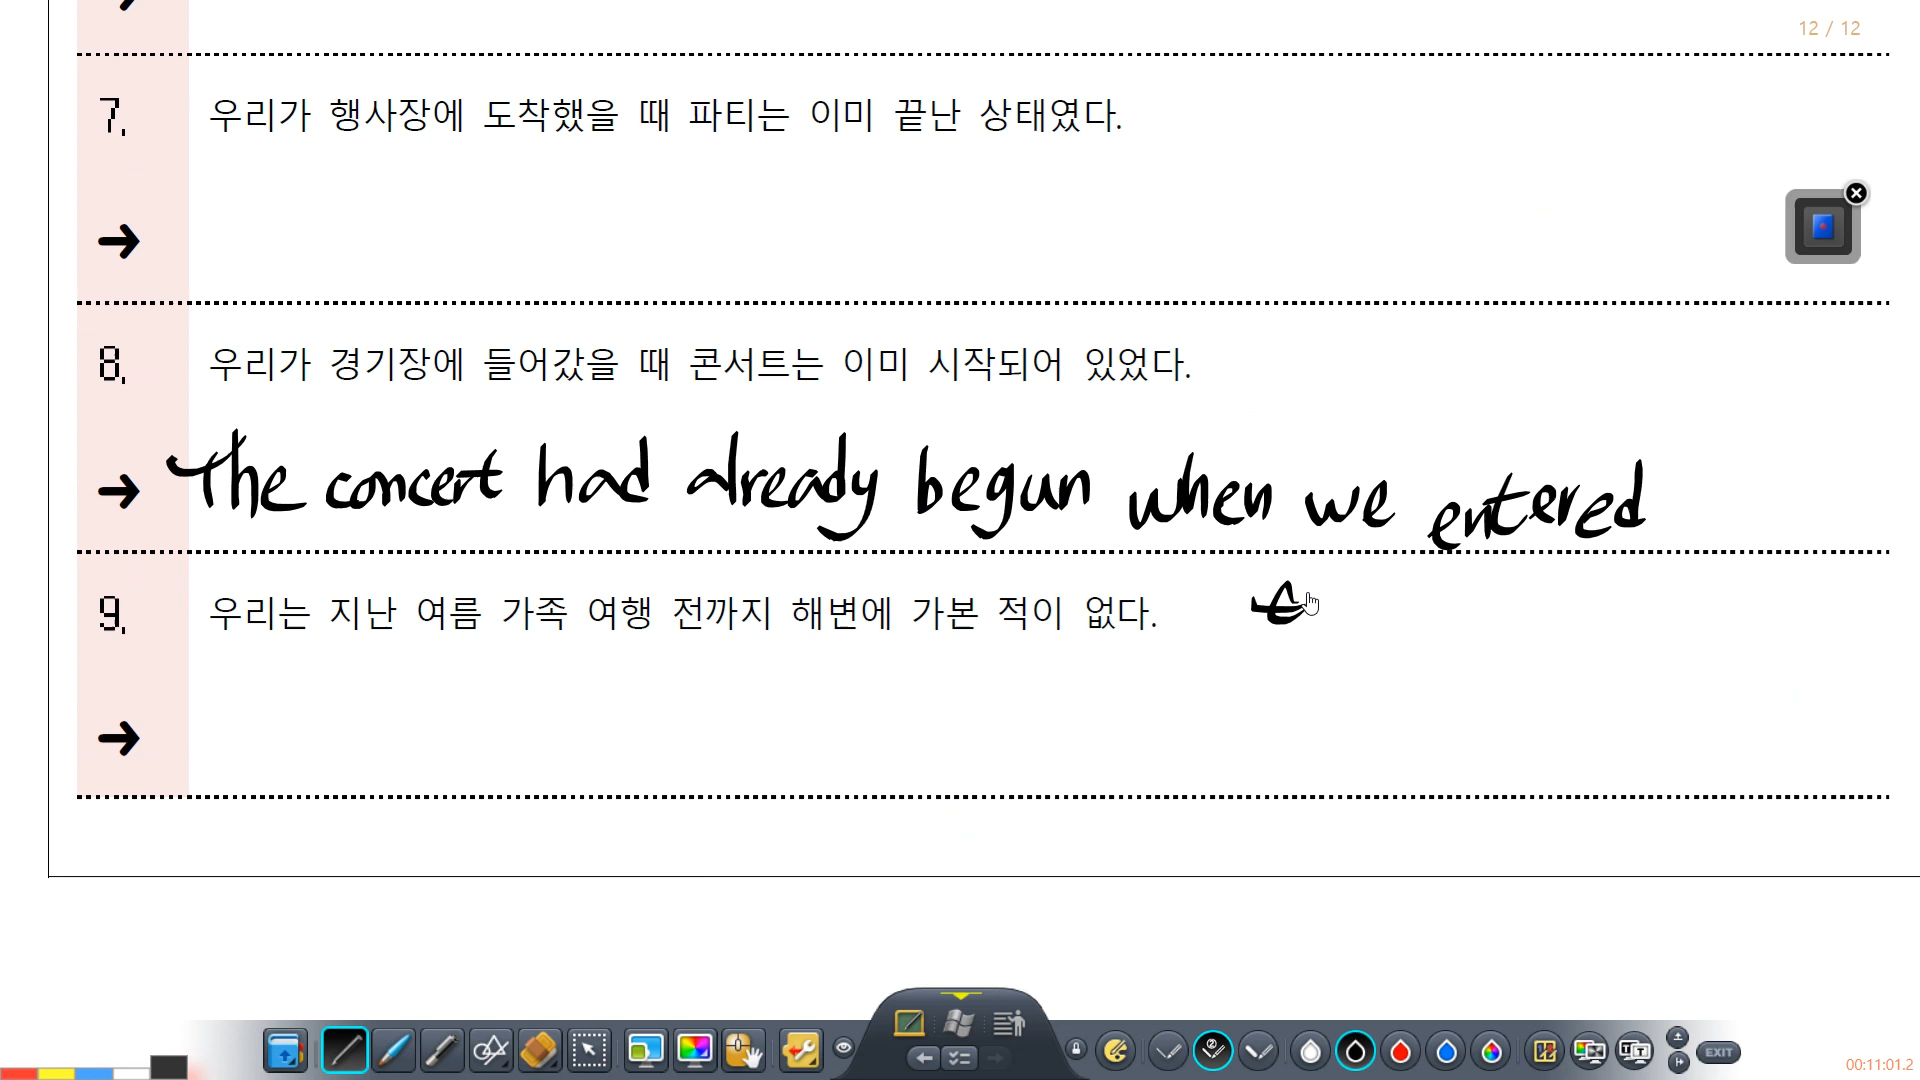 12 / 12
7. 우리가 행사장에 도착했을 때 파티는 이미 끝난 상태였다.
8. 우리가 경기장에 들어갔을 때 콘서트는 이미 시작되어 있었다.
The concert had already begun when we entered
9. 우리는 지난 여름 가족 여행 전까지 해변에 가본 적이 없다.
EXIT
00:11:01.2